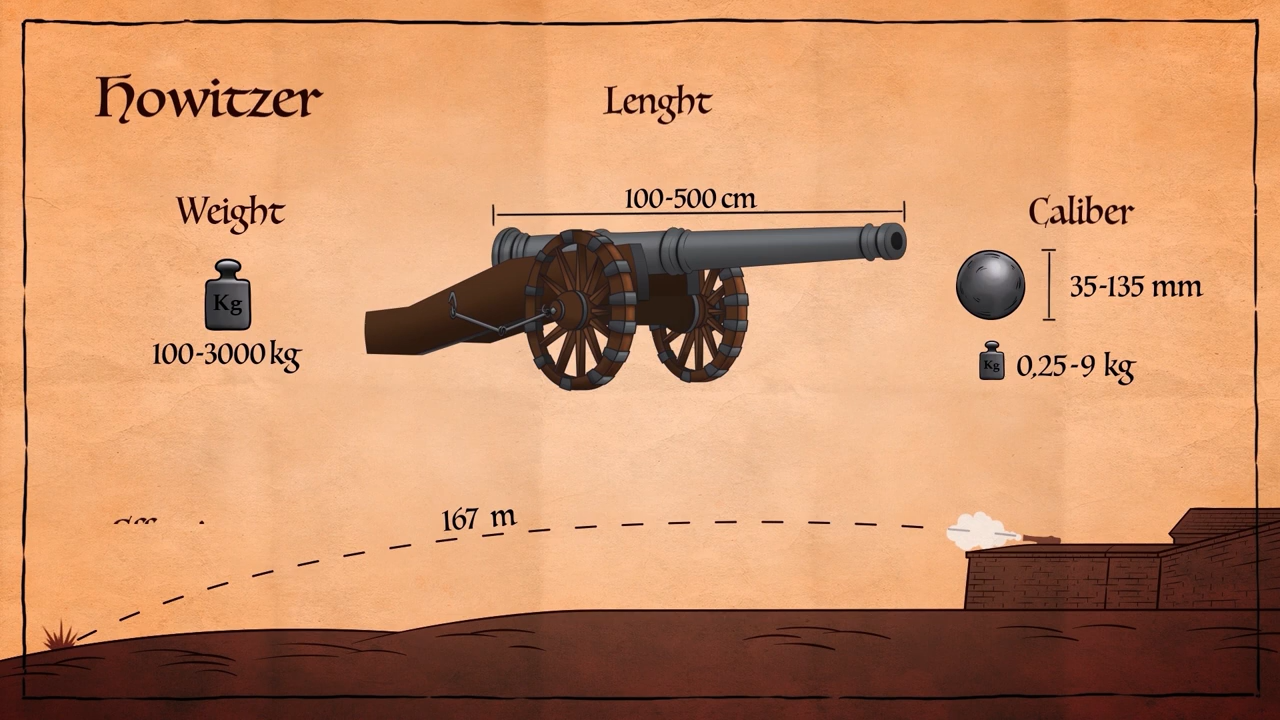 Howitzer
Lenght
Weight
Kg
100-3000 kg
100-500 cm
Caliber
35-135 mm
Kg
0,25-9 kg
167 m